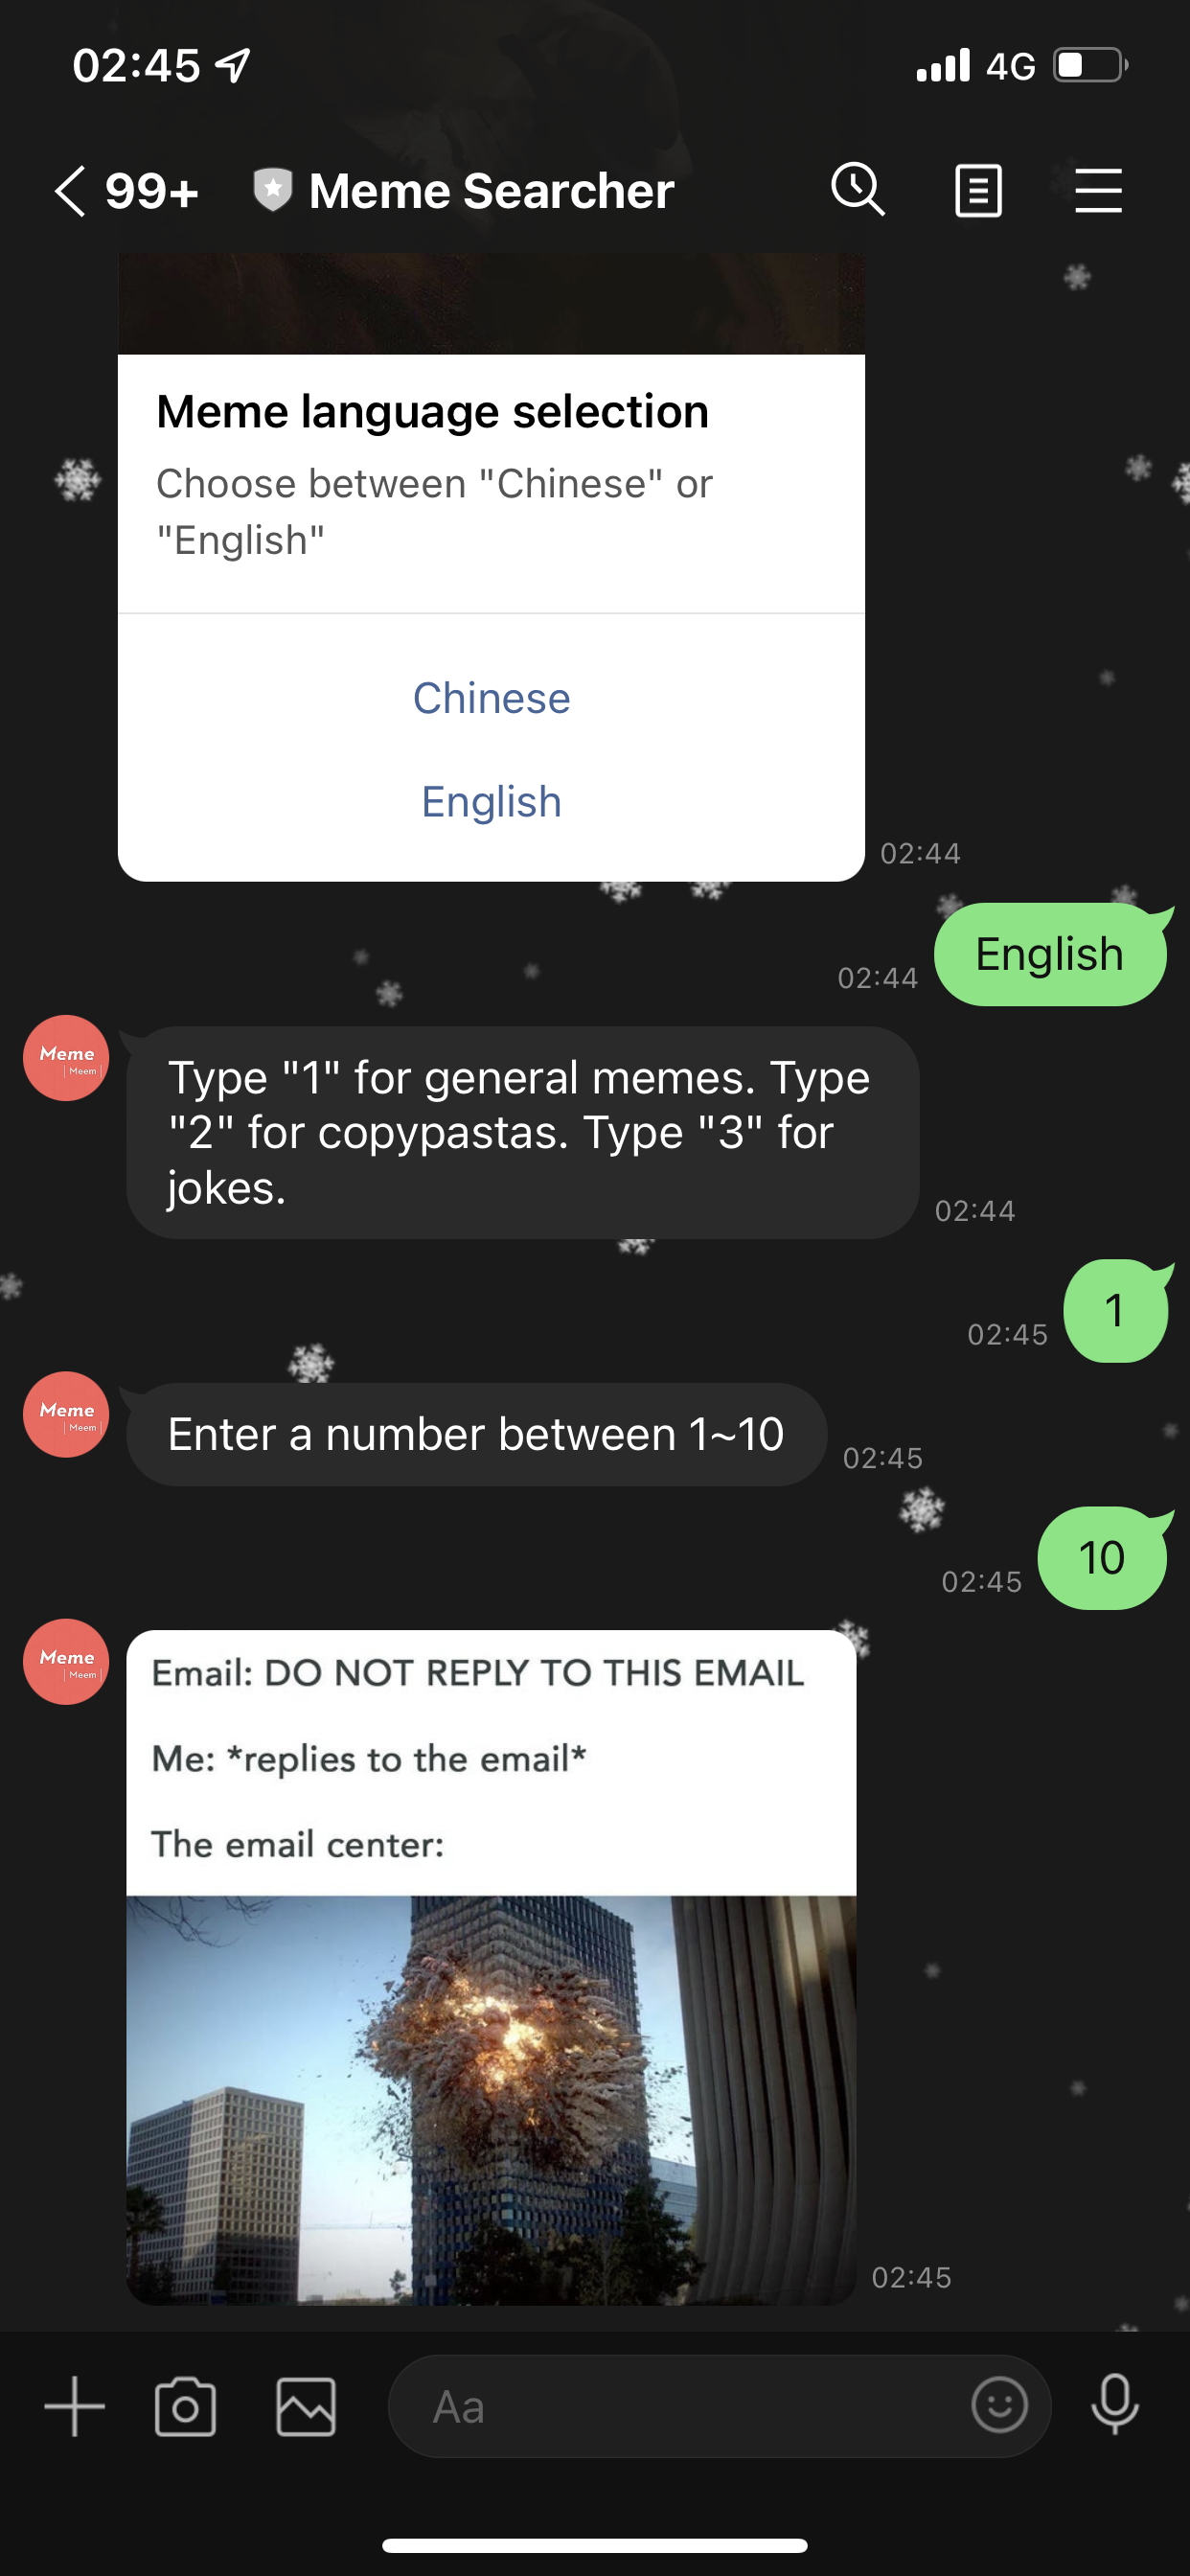 02:45
4G
99+
Meme Searcher
Meme language selection
Choose between "Chinese" or
"English"
Chinese
English
02:44
English
02:44
Meme
Meem
Type "1" for general memes. Type
"2" for copypastas. Type "3" for
jokes.
02:44
1
02:45
Meme
Meem
Enter a number between 1~10
02:45
10
02:45
Meme
Meem
Email: DO NOT REPLY TO THIS EMAIL
Me: *replies to the email*
The email center:
02:45
Aa